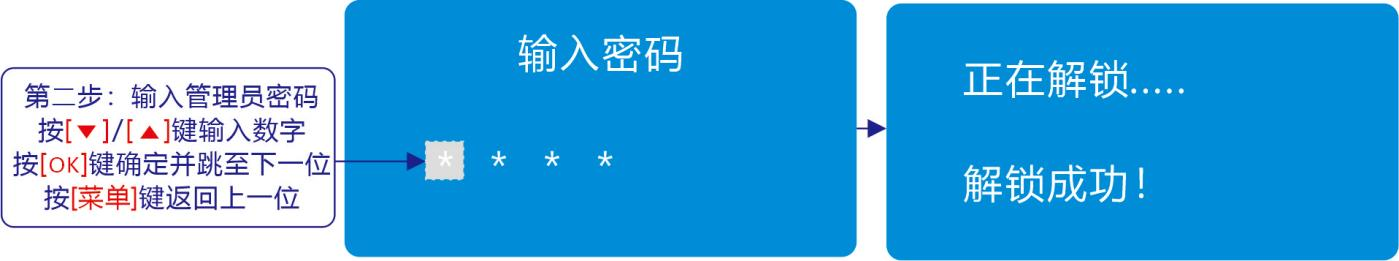 第二步：输入管理员密码
按[▼]/[▲]键输入数字
按[OK]键确定并跳至下一位
按[菜单]键返回上一位
输入密码
* * * *
正在解锁.....
解锁成功！